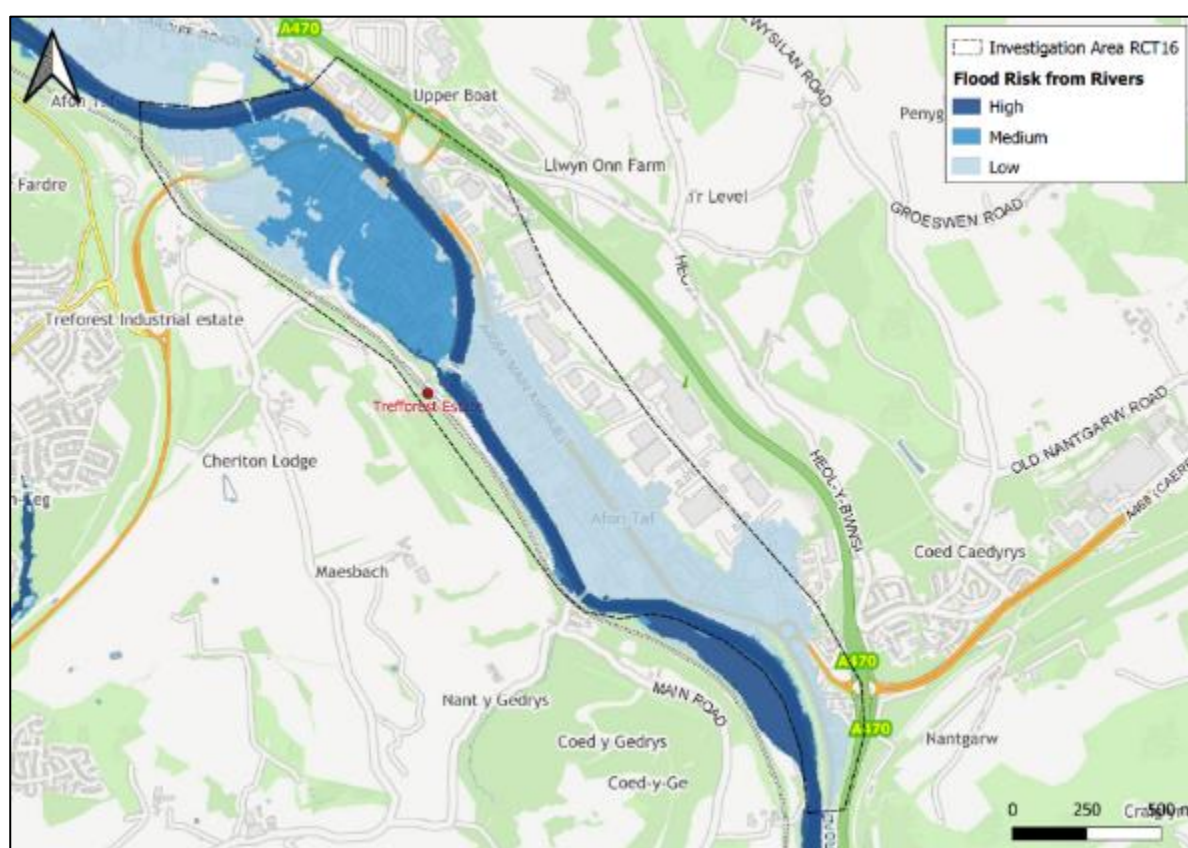 A470
Investigation Area RCT16
Flood Risk from Rivers
High
Medium
Low
Upper Boat
Llwyn Onn Farm
GROESWEN ROAD
Fardre
Treforest Industrial estate
Cheriton Lodge
Afon Taf
OLD NANTGARW ROAD
HEOL-Y-BWNSI
Coed Caedyrys
Maesbach
A470
MAIN ROAD
Nant y Gedrys
A470
Nantgarw
Coed y Gedrys
Coed-y-Ge
0 250 500 m